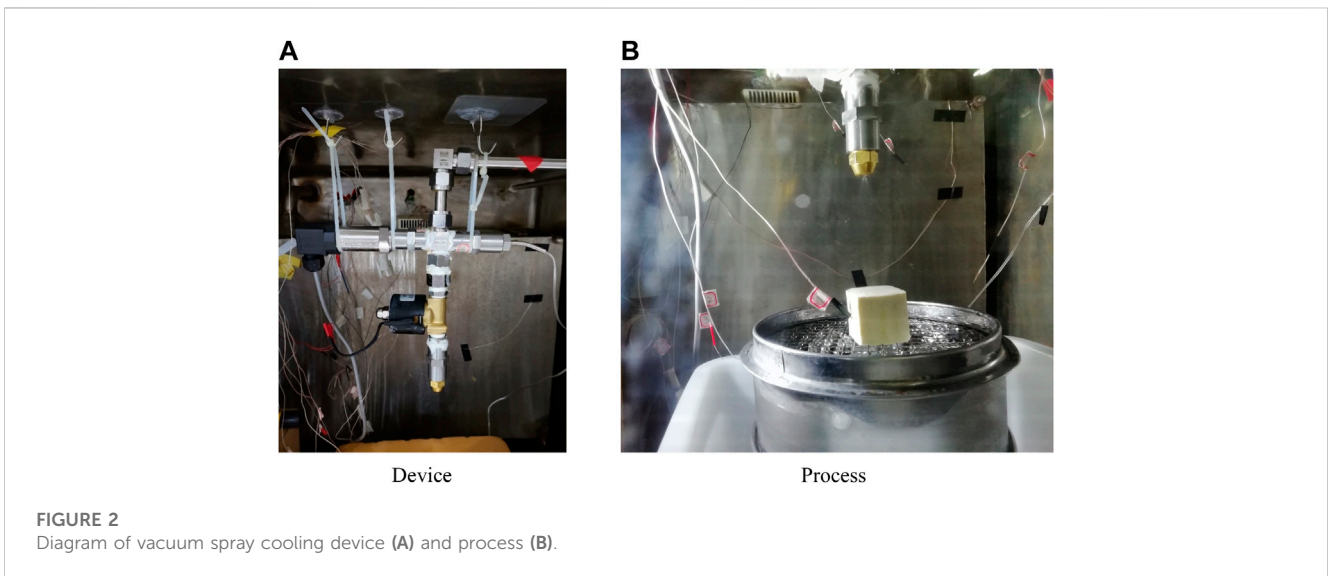 A
B
Device
Process
FIGURE 2
Diagram of vacuum spray cooling device (A) and process (B).